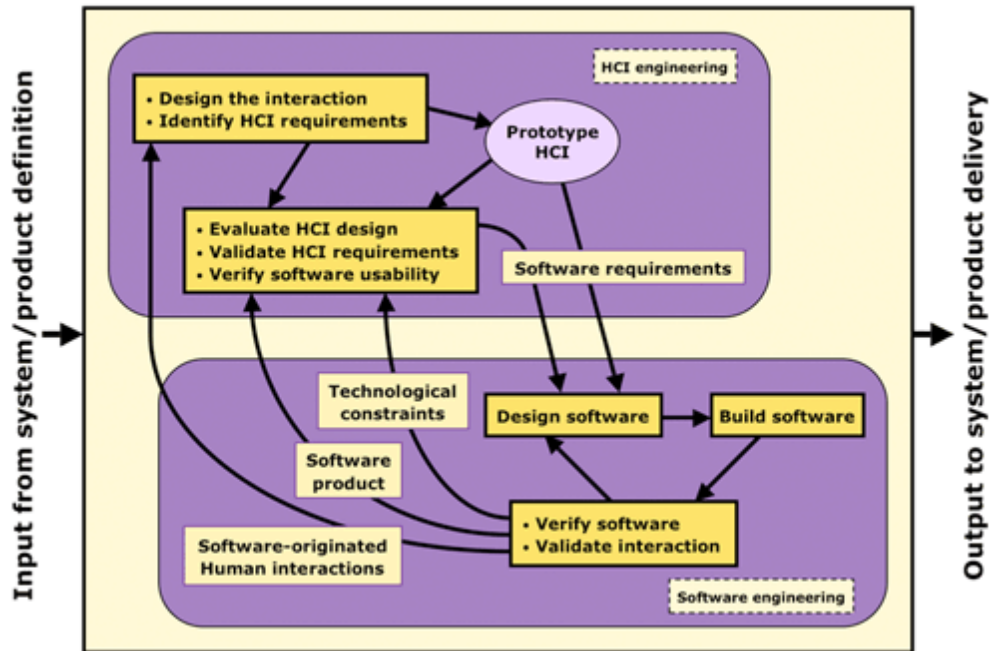 Input from system/product definition
HCI engineering
• Design the interaction
• Identify HCI requirements
Prototype
HCI
• Evaluate HCI design
• Validate HCI requirements
• Verify software usability
Software requirements
Technological
constraints
Design software
Build software
Software
product
• Verify software
• Validate interaction
Software-originated
Human interactions
Software engineering
Output to system/product delivery